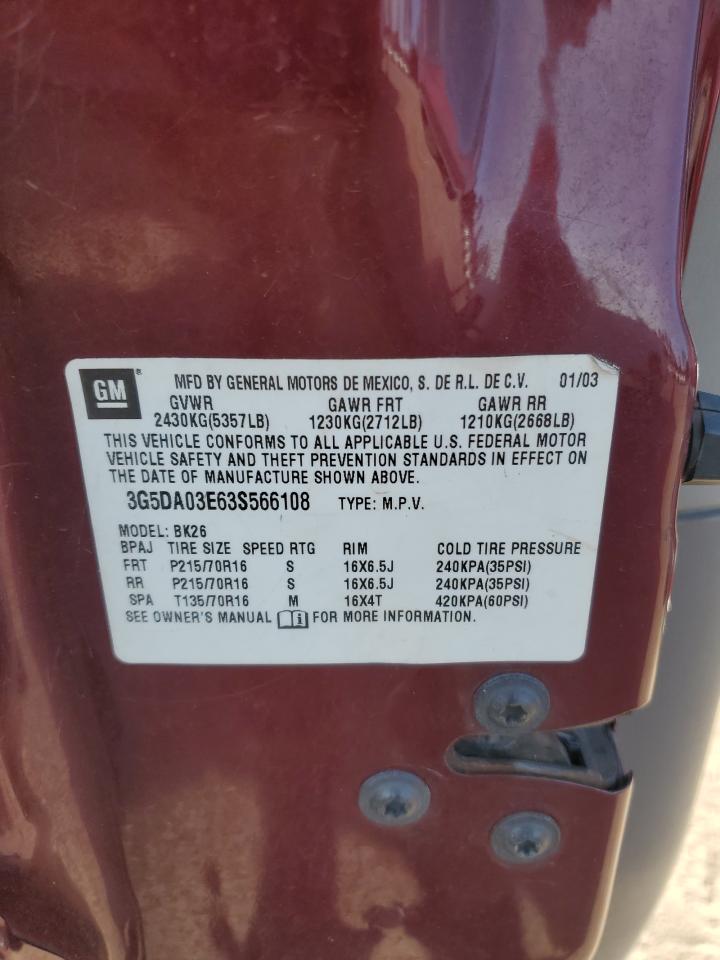 GM® MFD BY GENERAL MOTORS DE MEXICO, S. DE R.L. DE C.V. 01/03
GVWR GAWR FRT GAWR RR
2430KG(5357LB) 1230KG(2712LB) 1210KG(2668LB)
THIS VEHICLE CONFORMS TO ALL APPLICABLE U.S. FEDERAL MOTOR
VEHICLE SAFETY AND THEFT PREVENTION STANDARDS IN EFFECT ON
THE DATE OF MANUFACTURE SHOWN ABOVE.
3G5DA03E63S566108 TYPE: M.P.V.
MODEL: BK26
BPAJ TIRE SIZE SPEED RTG RIM COLD TIRE PRESSURE
FRT P215/70R16 S 16X6.5J 240KPA(35PSI)
RR P215/70R16 S 16X6.5J 240KPA(35PSI)
SPA T135/70R16 M 16X4T 420KPA(60PSI)
SEE OWNER'S MANUAL i FOR MORE INFORMATION.